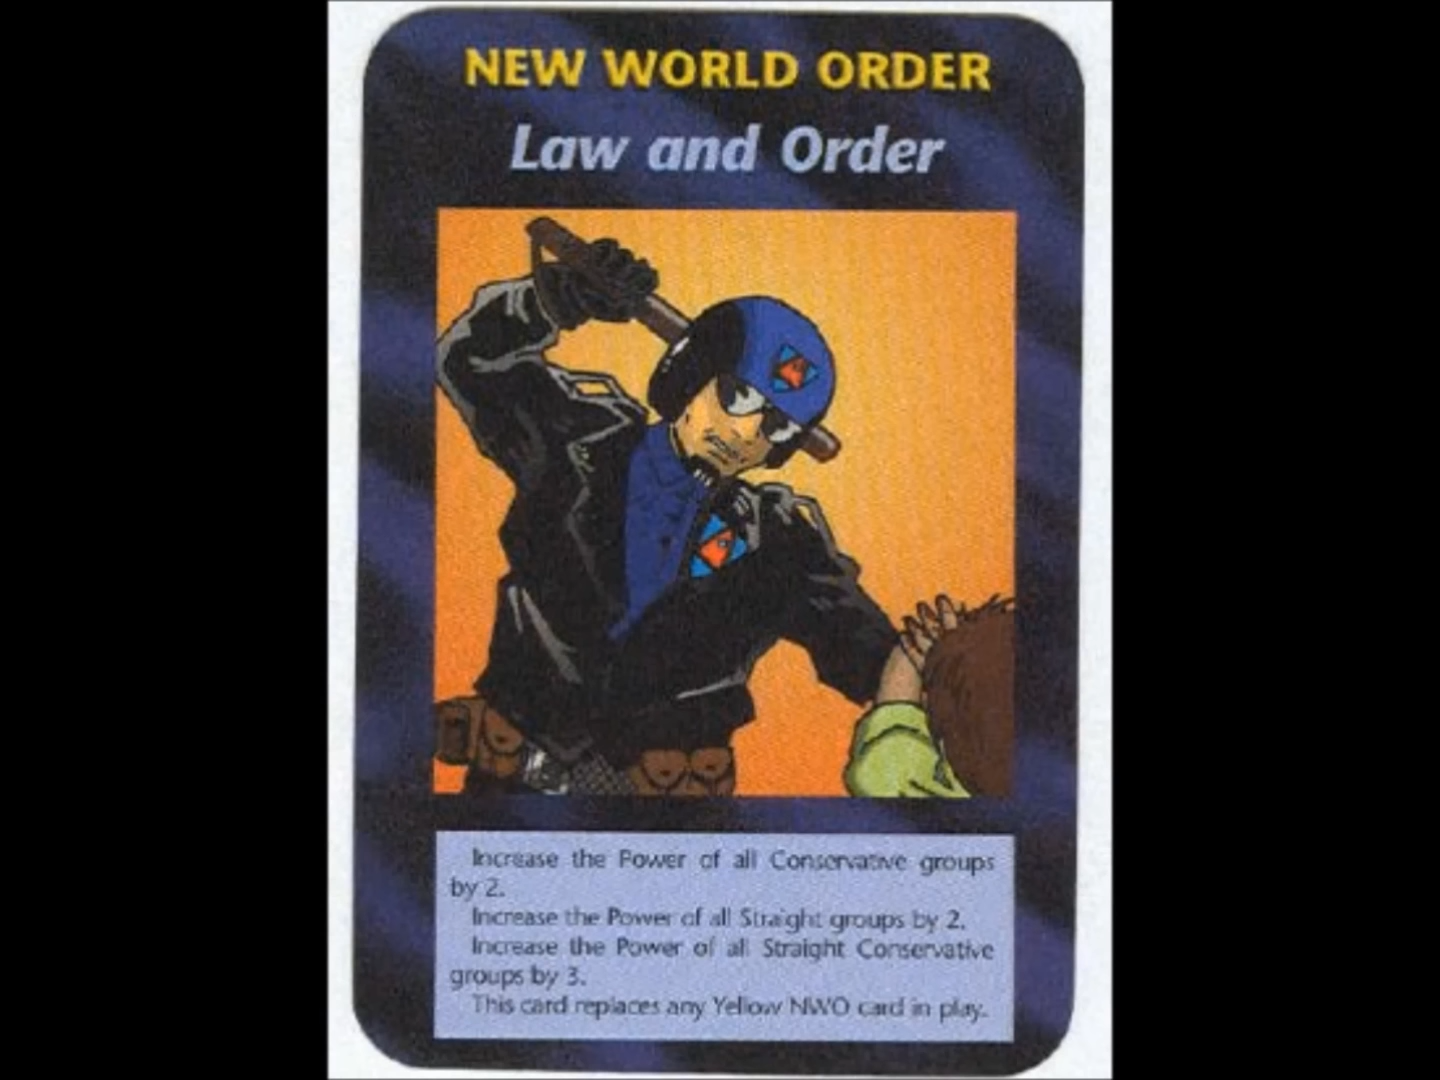 NEW WORLD ORDER
Law and Order
Increase the Power of all Conservative groups
by 2.
Increase the Power of all Straight groups by 2.
Increase the Power of all Straight Conservative
groups by 3.
This card replaces any Yellow NWO card in play.